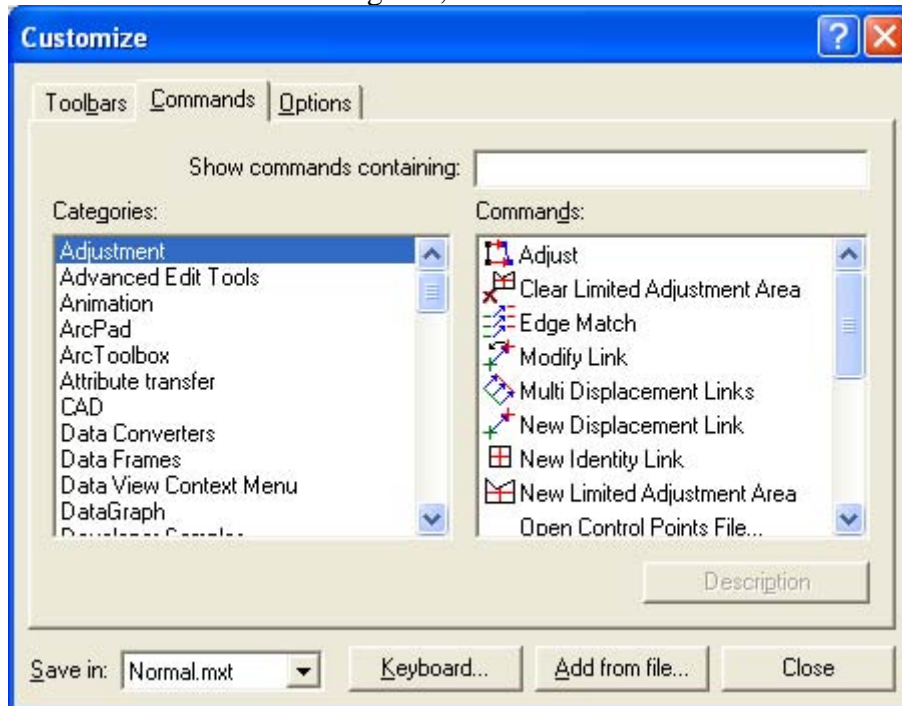 Customize
Toolbars Commands Options
Show commands containing:
Categories: Commands:
Adjustment
Advanced Edit Tools
Animation
ArcPad
ArcToolbox
Attribute transfer
CAD
Data Converters
Data Frames
Data View Context Menu
DataGraph
Adjust
Clear Limited Adjustment Area
Edge Match
Modify Link
Multi Displacement Links
New Displacement Link
New Identity Link
New Limited Adjustment Area
Open Control Points File...
Description
Save in: Normal.mxt Keyboard... Add from file... Close